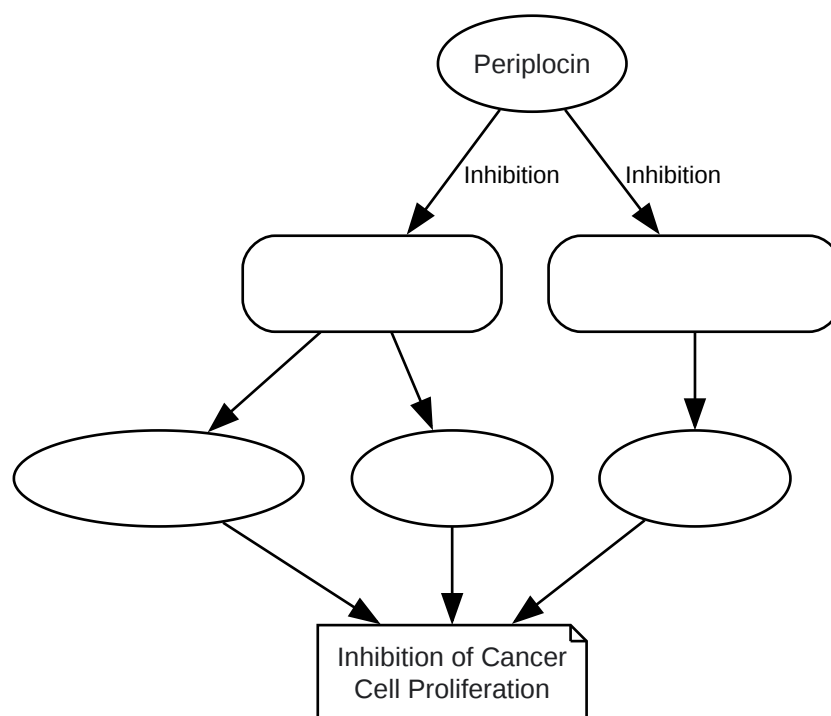 Periplocin
Inhibition
Inhibition
Inhibition of Cancer
Cell Proliferation